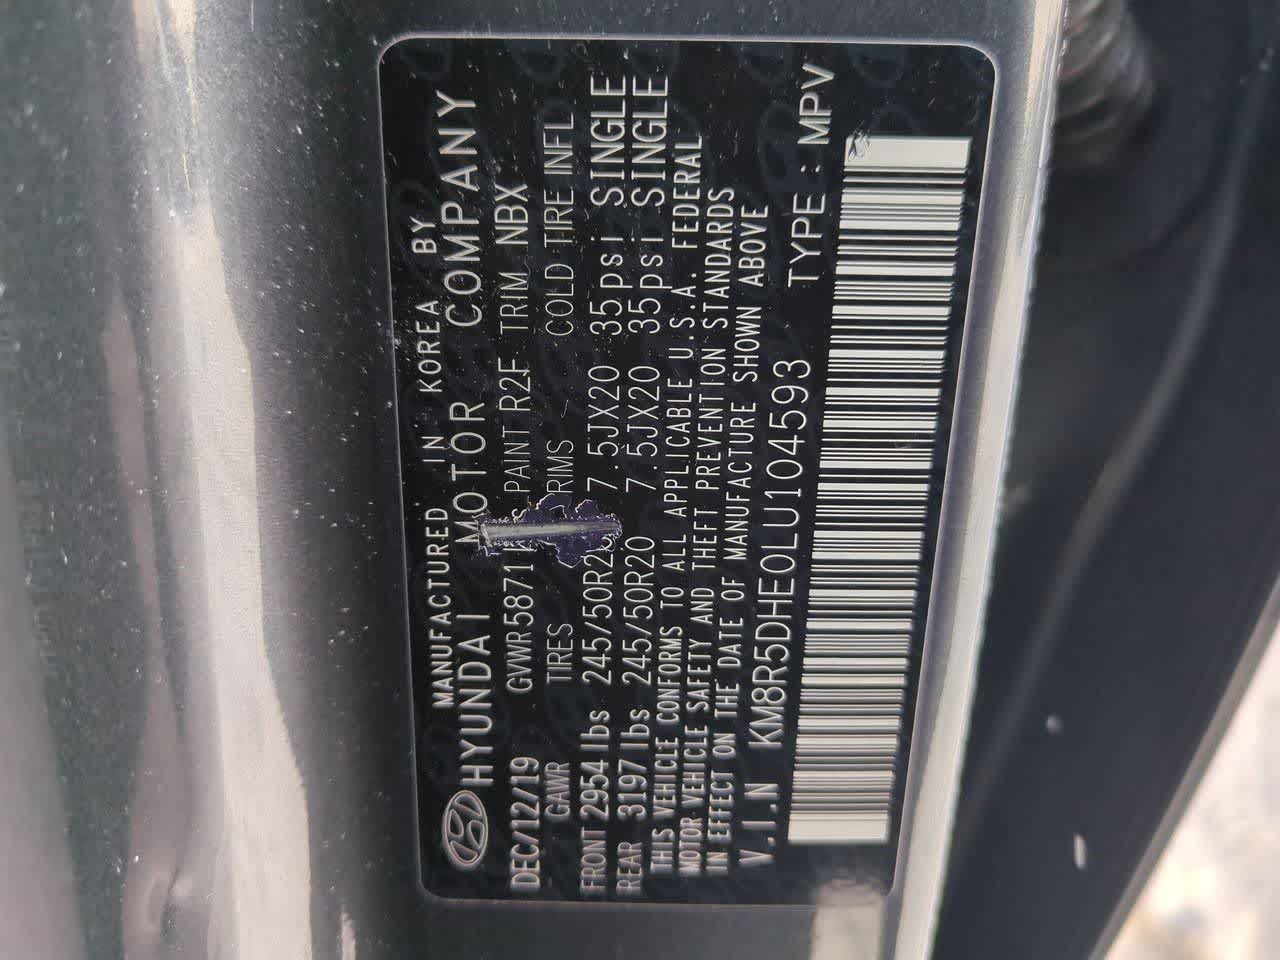 MANUFACTURED IN KOREA BY
HYUNDAI MOTOR COMPANY
DEC/12/19 GVWR5871 PAINT R2F TRIM NBX
GAWR TIRES RIMS COLD TIRE INFL
FRONT 2954 lbs 245/50R20 7.5JX20 35psi SINGLE
REAR 3197 lbs 245/50R20 7.5JX20 35psi SINGLE
THIS VEHICLE CONFORMS TO ALL APPLICABLE U.S.A. FEDERAL
MOTOR VEHICLE SAFETY AND THEFT PREVENTION STANDARDS
IN EFFECT ON THE DATE OF MANUFACTURE SHOWN ABOVE
V.I.N KM8R5DHE0LU104593 TYPE : MPV